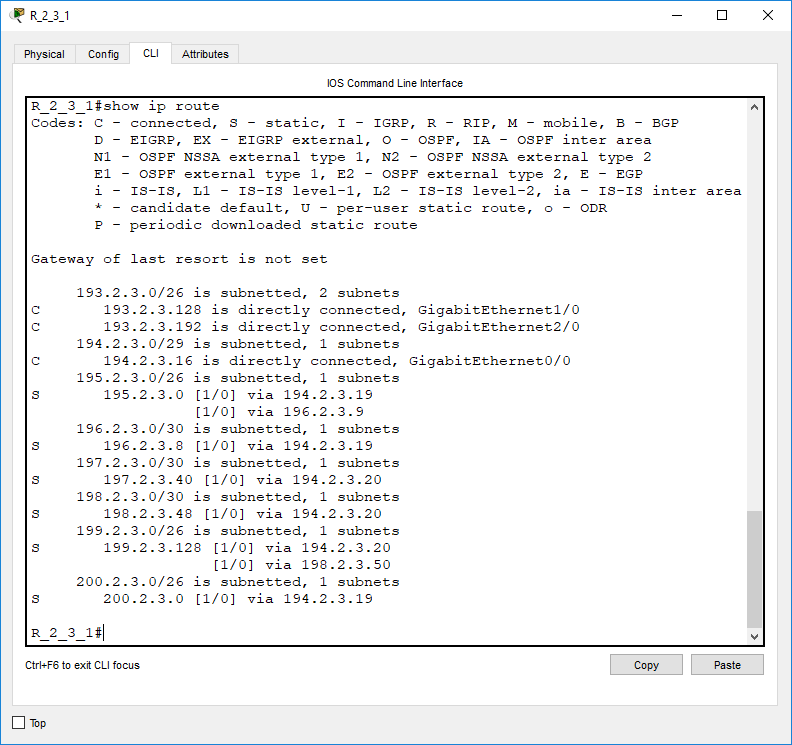 R_2_3_1
Physical Config CLI Attributes
IOS Command Line Interface
R_2_3_1#show ip route
Codes: C - connected, S - static, I - IGRP, R - RIP, M - mobile, B - BGP
       D - EIGRP, EX - EIGRP external, O - OSPF, IA - OSPF inter area
       N1 - OSPF NSSA external type 1, N2 - OSPF NSSA external type 2
       E1 - OSPF external type 1, E2 - OSPF external type 2, E - EGP
       i - IS-IS, L1 - IS-IS level-1, L2 - IS-IS level-2, ia - IS-IS inter area
       * - candidate default, U - per-user static route, o - ODR
       P - periodic downloaded static route

Gateway of last resort is not set

     193.2.3.0/26 is subnetted, 2 subnets
C       193.2.3.128 is directly connected, GigabitEthernet1/0
C       193.2.3.192 is directly connected, GigabitEthernet2/0
     194.2.3.0/29 is subnetted, 1 subnets
C       194.2.3.16 is directly connected, GigabitEthernet0/0
     195.2.3.0/26 is subnetted, 1 subnets
S       195.2.3.0 [1/0] via 194.2.3.19
                  [1/0] via 196.2.3.9
     196.2.3.0/30 is subnetted, 1 subnets
S       196.2.3.8 [1/0] via 194.2.3.19
     197.2.3.0/30 is subnetted, 1 subnets
S       197.2.3.40 [1/0] via 194.2.3.20
     198.2.3.0/30 is subnetted, 1 subnets
S       198.2.3.48 [1/0] via 194.2.3.20
     199.2.3.0/26 is subnetted, 1 subnets
S       199.2.3.128 [1/0] via 194.2.3.20
                    [1/0] via 198.2.3.50
     200.2.3.0/26 is subnetted, 1 subnets
S       200.2.3.0 [1/0] via 194.2.3.19

R_2_3_1#
Ctrl+F6 to exit CLI focus
Copy Paste
Top